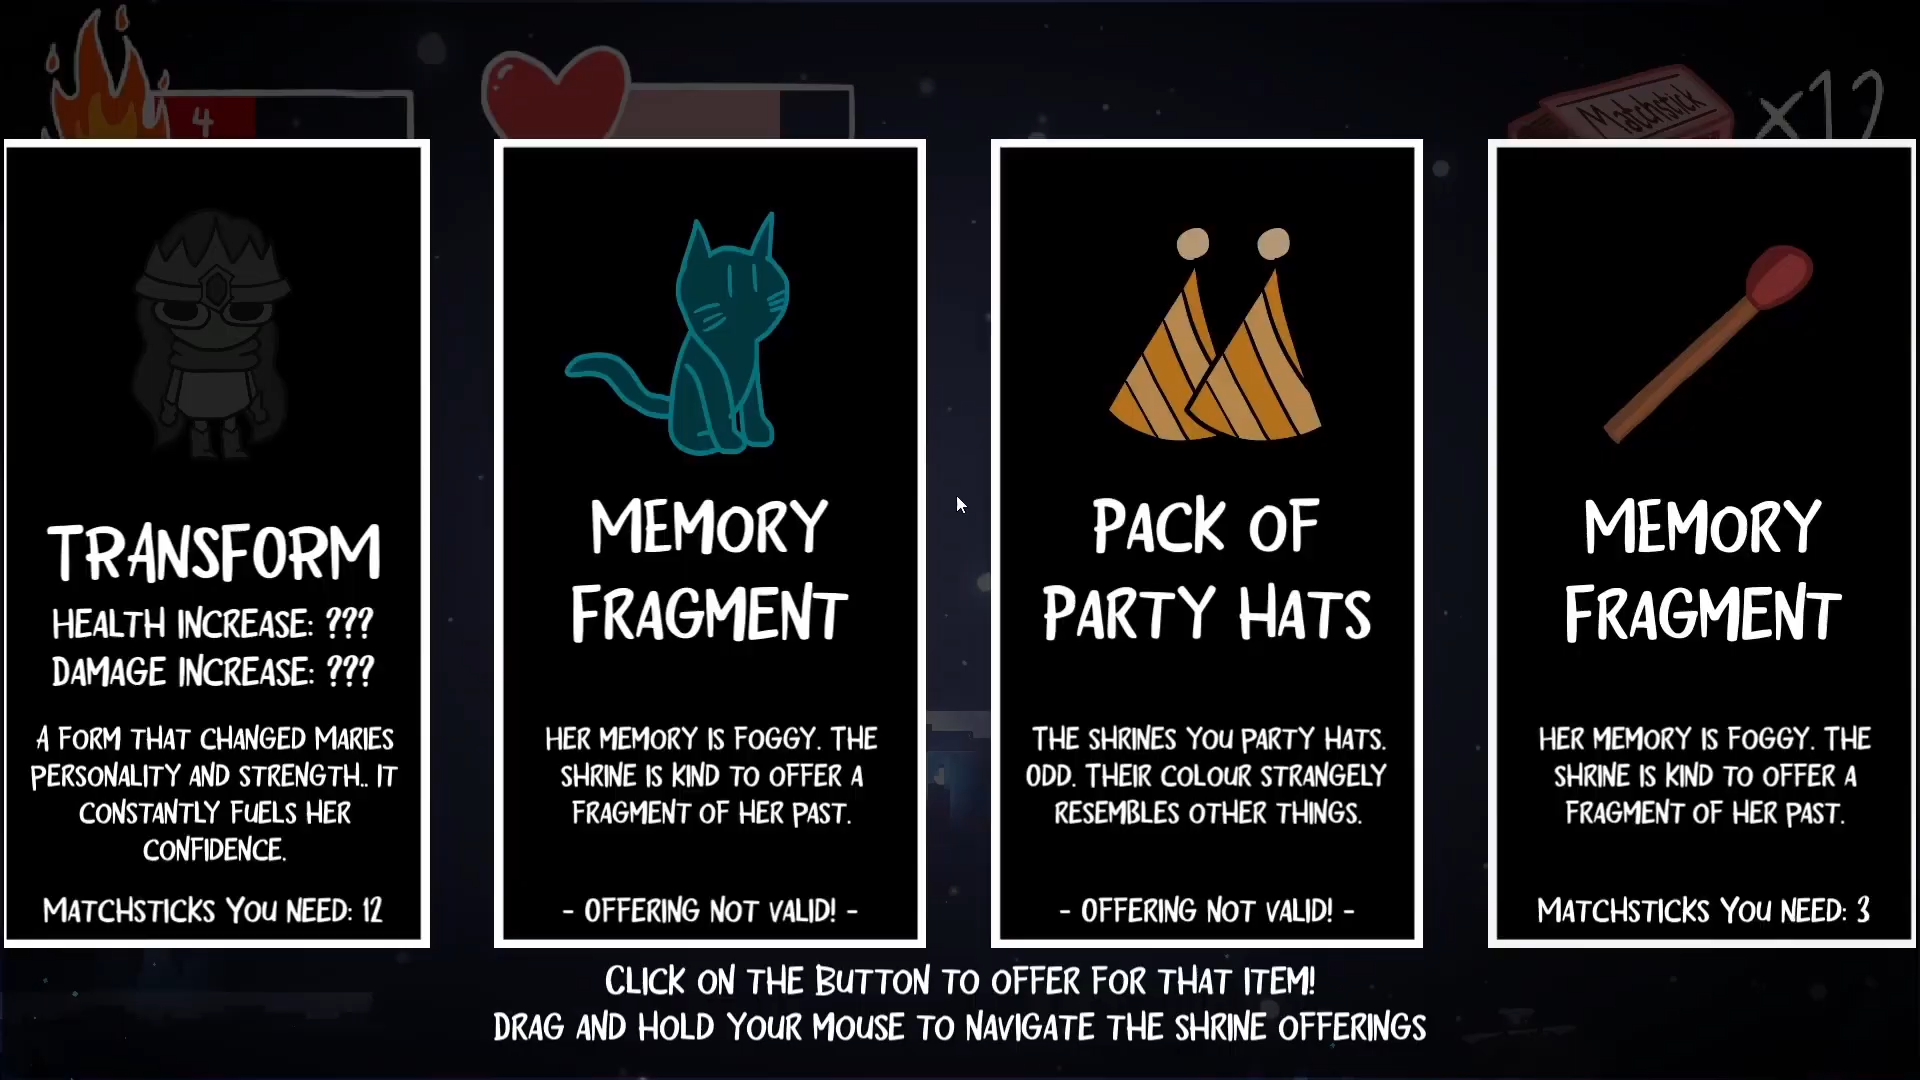 4
Matchstick
x12
TRANSFORM
HEALTH INCREASE: ???
DAMAGE INCREASE: ???
A FORM THAT CHANGED MARIES
PERSONALITY AND STRENGTH.. IT
CONSTANTLY FUELS HER
CONFIDENCE.
MATCHSTICKS YOU NEED: 12
MEMORY
FRAGMENT
HER MEMORY IS FOGGY. THE
SHRINE IS KIND TO OFFER A
FRAGMENT OF HER PAST.
- OFFERING NOT VALID! -
PACK OF
PARTY HATS
THE SHRINES YOU PARTY HATS.
ODD. THEIR COLOUR STRANGELY
RESEMBLES OTHER THINGS.
- OFFERING NOT VALID! -
MEMORY
FRAGMENT
HER MEMORY IS FOGGY. THE
SHRINE IS KIND TO OFFER A
FRAGMENT OF HER PAST.
MATCHSTICKS YOU NEED: 3
CLICK ON THE BUTTON TO OFFER FOR THAT ITEM!
DRAG AND HOLD YOUR MOUSE TO NAVIGATE THE SHRINE OFFERINGS